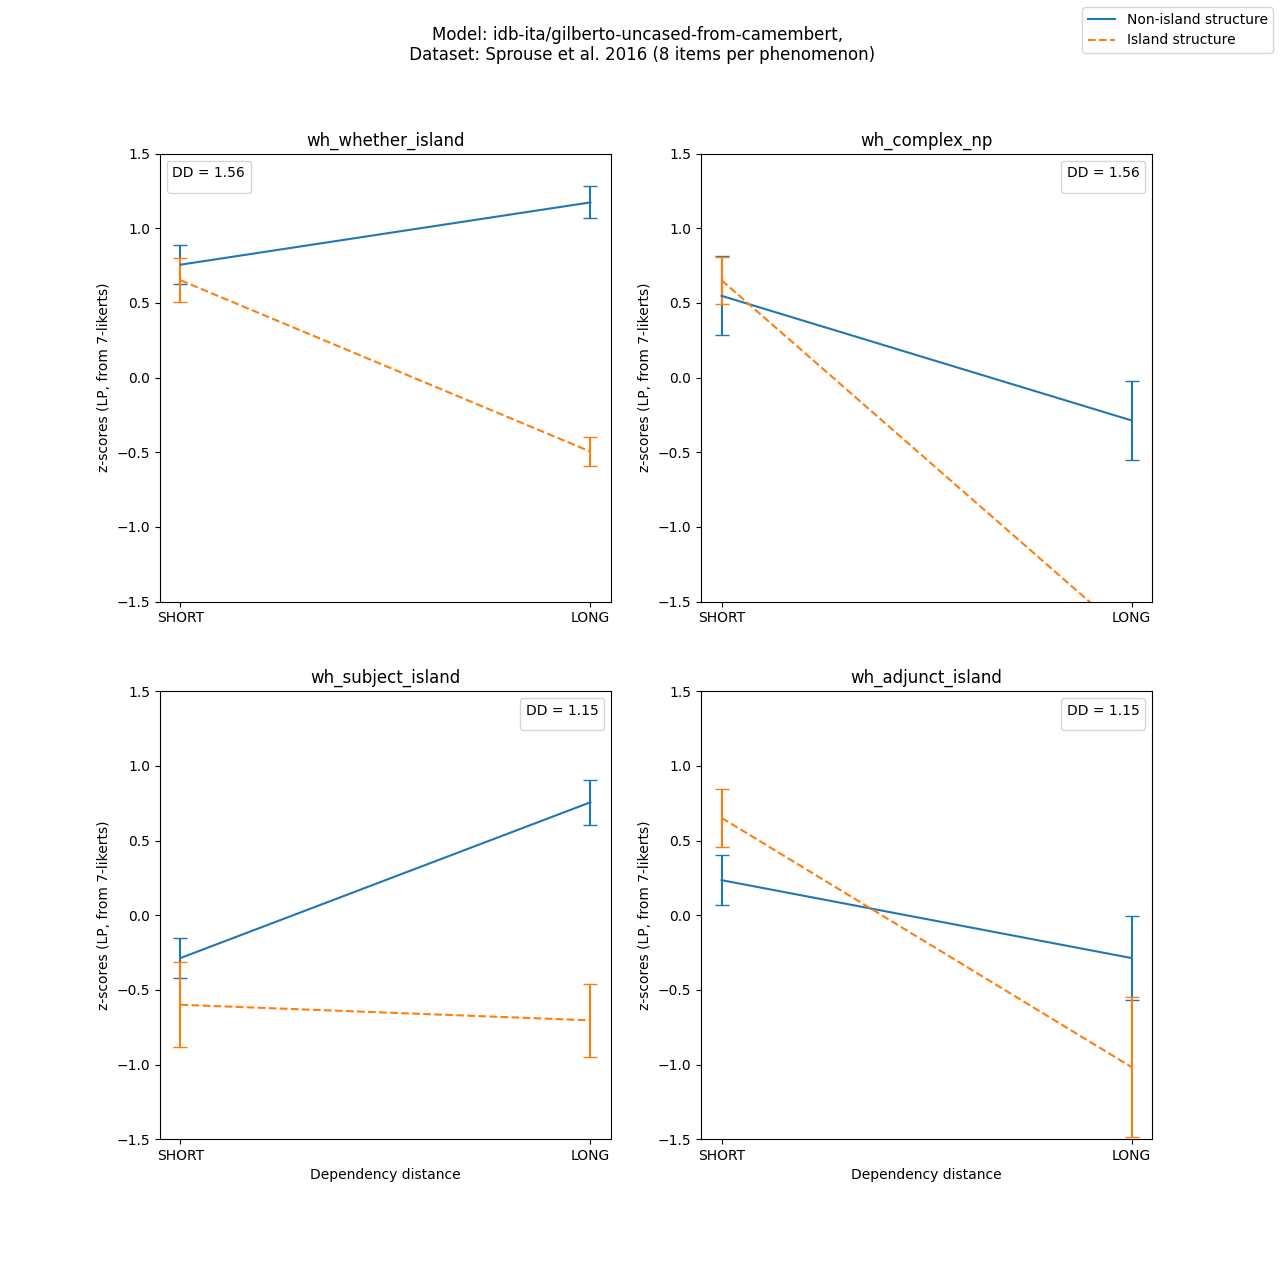 Model: idb-ita/gilberto-uncased-from-camembert,
Dataset: Sprouse et al. 2016 (8 items per phenomenon)
Non-island structure
Island structure
wh_whether_island
DD = 1.56
z-scores (LP, from 7-likerts)
1.5
1.0
0.5
0.0
−0.5
−1.0
−1.5
SHORT
LONG
wh_complex_np
DD = 1.56
z-scores (LP, from 7-likerts)
1.5
1.0
0.5
0.0
−0.5
−1.0
−1.5
SHORT
LONG
wh_subject_island
DD = 1.15
z-scores (LP, from 7-likerts)
1.5
1.0
0.5
0.0
−0.5
−1.0
−1.5
SHORT
LONG
Dependency distance
wh_adjunct_island
DD = 1.15
z-scores (LP, from 7-likerts)
1.5
1.0
0.5
0.0
−0.5
−1.0
−1.5
SHORT
LONG
Dependency distance